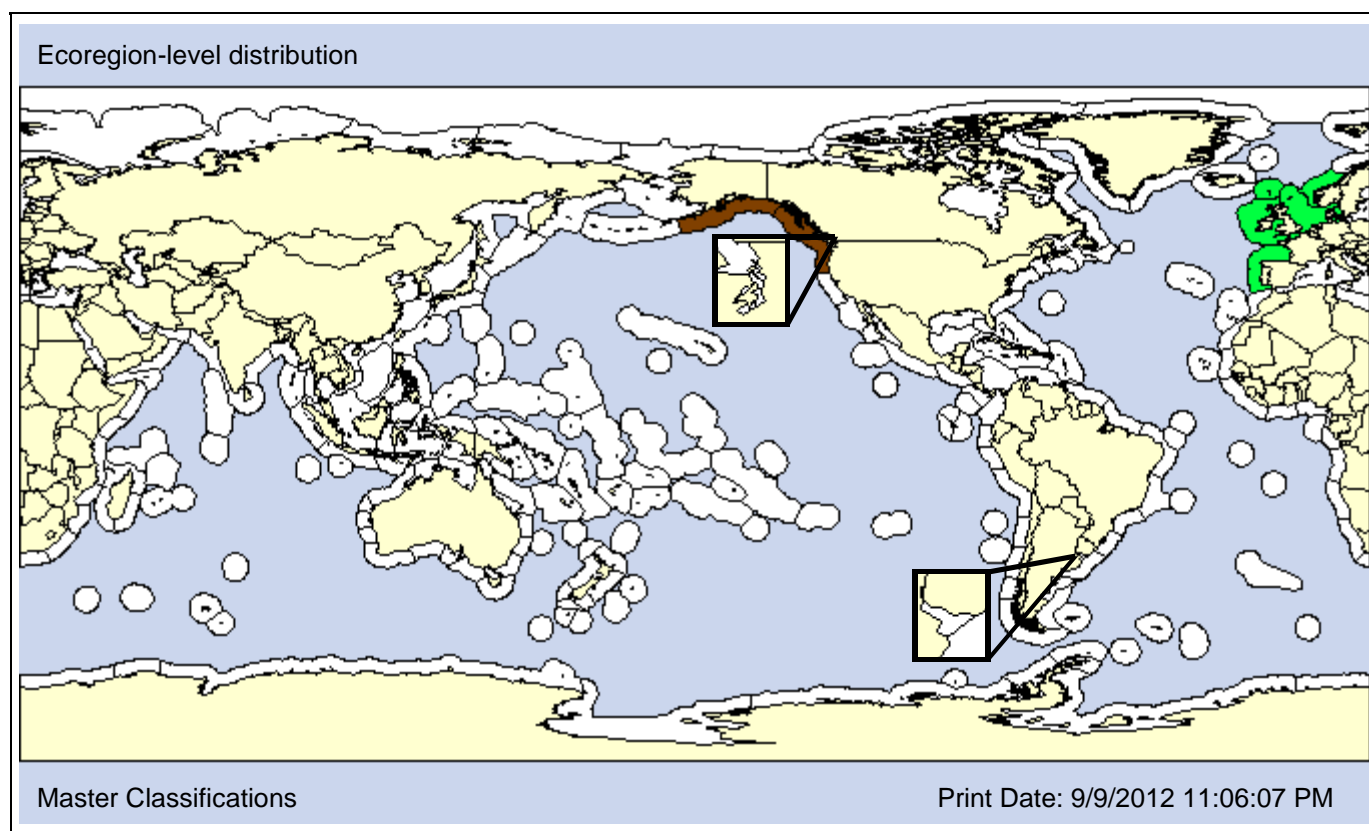 Ecoregion-level distribution
Master Classifications
Print Date: 9/9/2012 11:06:07 PM